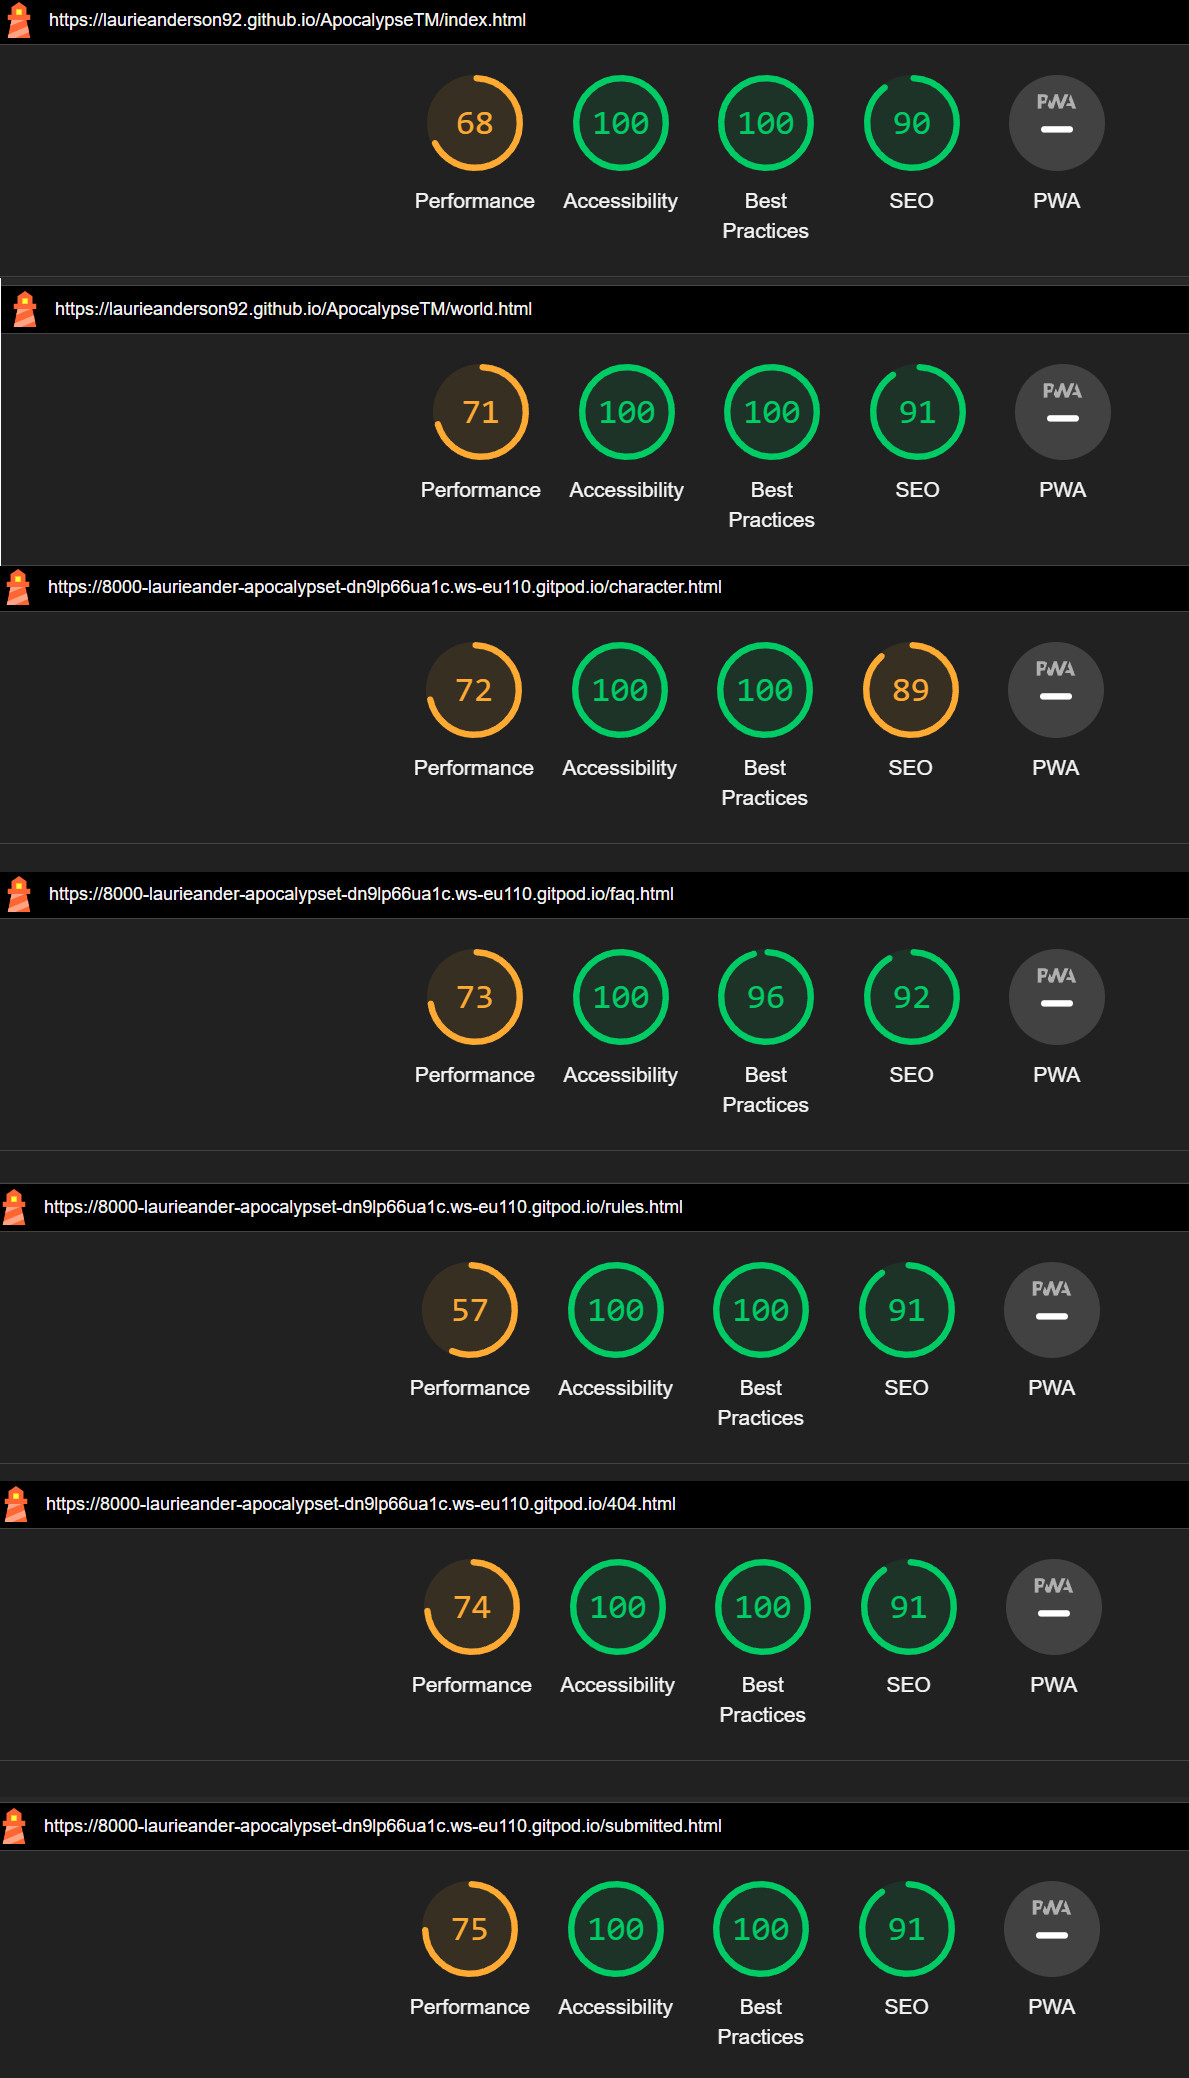 https://laurieanderson92.github.io/ApocalypseTM/index.html
68 100 100 90 PWA
Performance Accessibility Best SEO PWA
Practices
https://laurieanderson92.github.io/ApocalypseTM/world.html
71 100 100 91 PWA
Performance Accessibility Best SEO PWA
Practices
https://8000-laurieander-apocalypset-dn9lp66ua1c.ws-eu110.gitpod.io/character.html
72 100 100 89 PWA
Performance Accessibility Best SEO PWA
Practices
https://8000-laurieander-apocalypset-dn9lp66ua1c.ws-eu110.gitpod.io/faq.html
73 100 96 92 PWA
Performance Accessibility Best SEO PWA
Practices
https://8000-laurieander-apocalypset-dn9lp66ua1c.ws-eu110.gitpod.io/rules.html
57 100 100 91 PWA
Performance Accessibility Best SEO PWA
Practices
https://8000-laurieander-apocalypset-dn9lp66ua1c.ws-eu110.gitpod.io/404.html
74 100 100 91 PWA
Performance Accessibility Best SEO PWA
Practices
https://8000-laurieander-apocalypset-dn9lp66ua1c.ws-eu110.gitpod.io/submitted.html
75 100 100 91 PWA
Performance Accessibility Best SEO PWA
Practices